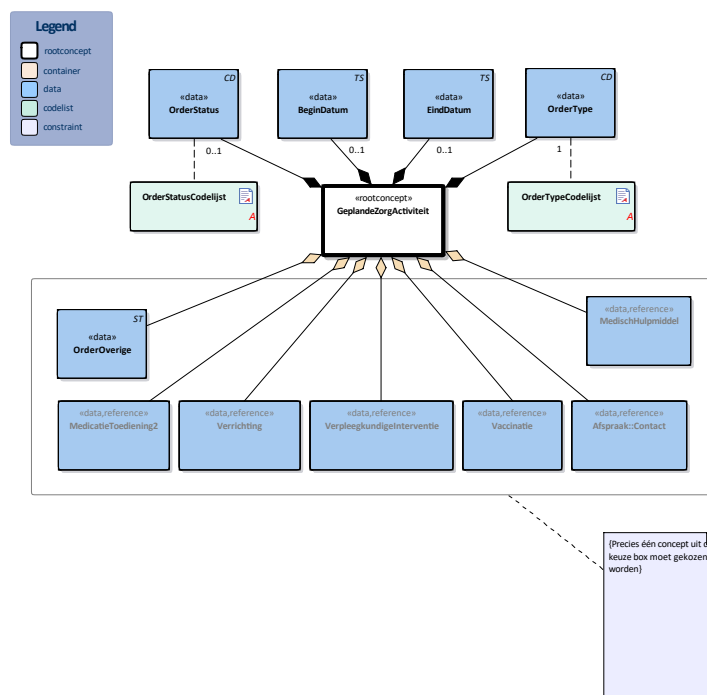 Legend
rootconcept
container
data
codelist
constraint
CD
«data»
OrderStatus
TS
«data»
BeginDatum
TS
«data»
EindDatum
CD
«data»
OrderType
0..1
0..1
0..1
1
OrderStatusCodelijst
A
«rootconcept»
GeplandeZorgActiviteit
OrderTypeCodelijst
A
ST
«data»
OrderOverige
«data,reference»
MedischHulpmiddel
«data,reference»
MedicatieToediening2
«data,reference»
Verrichting
«data,reference»
VerpleegkundigeInterventie
«data,reference»
Vaccinatie
«data,reference»
Afspraak::Contact
{Precies één concept uit d
keuze box moet gekozen
worden}